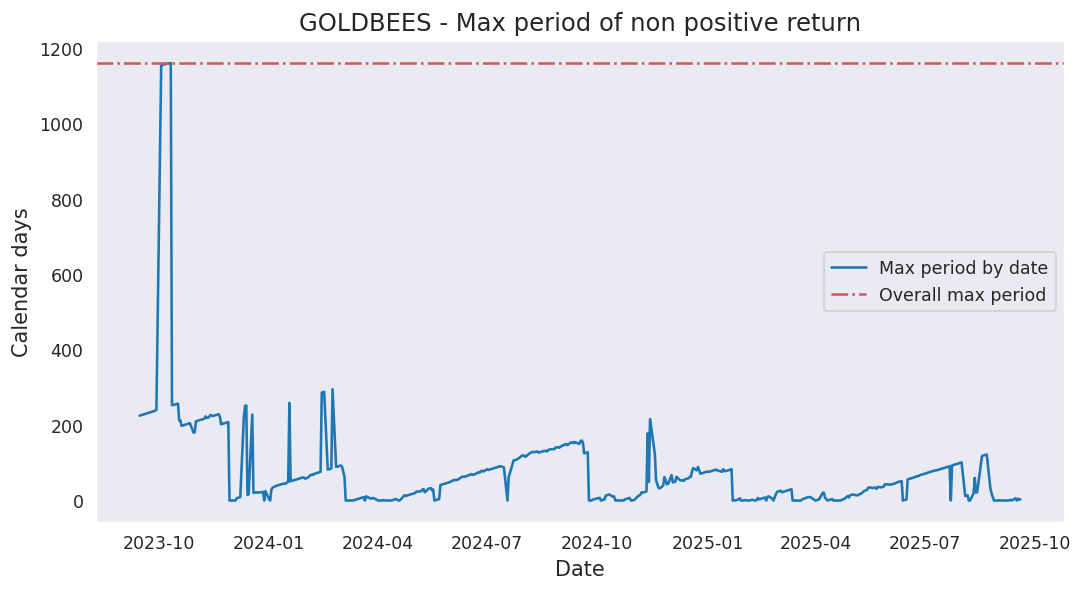 GOLDBEES - Max period of non positive return
1200
1000
800
600
400
200
0
Calendar days
Max period by date
Overall max period
2023-10 2024-01 2024-04 2024-07 2024-10 2025-01 2025-04 2025-07 2025-10
Date